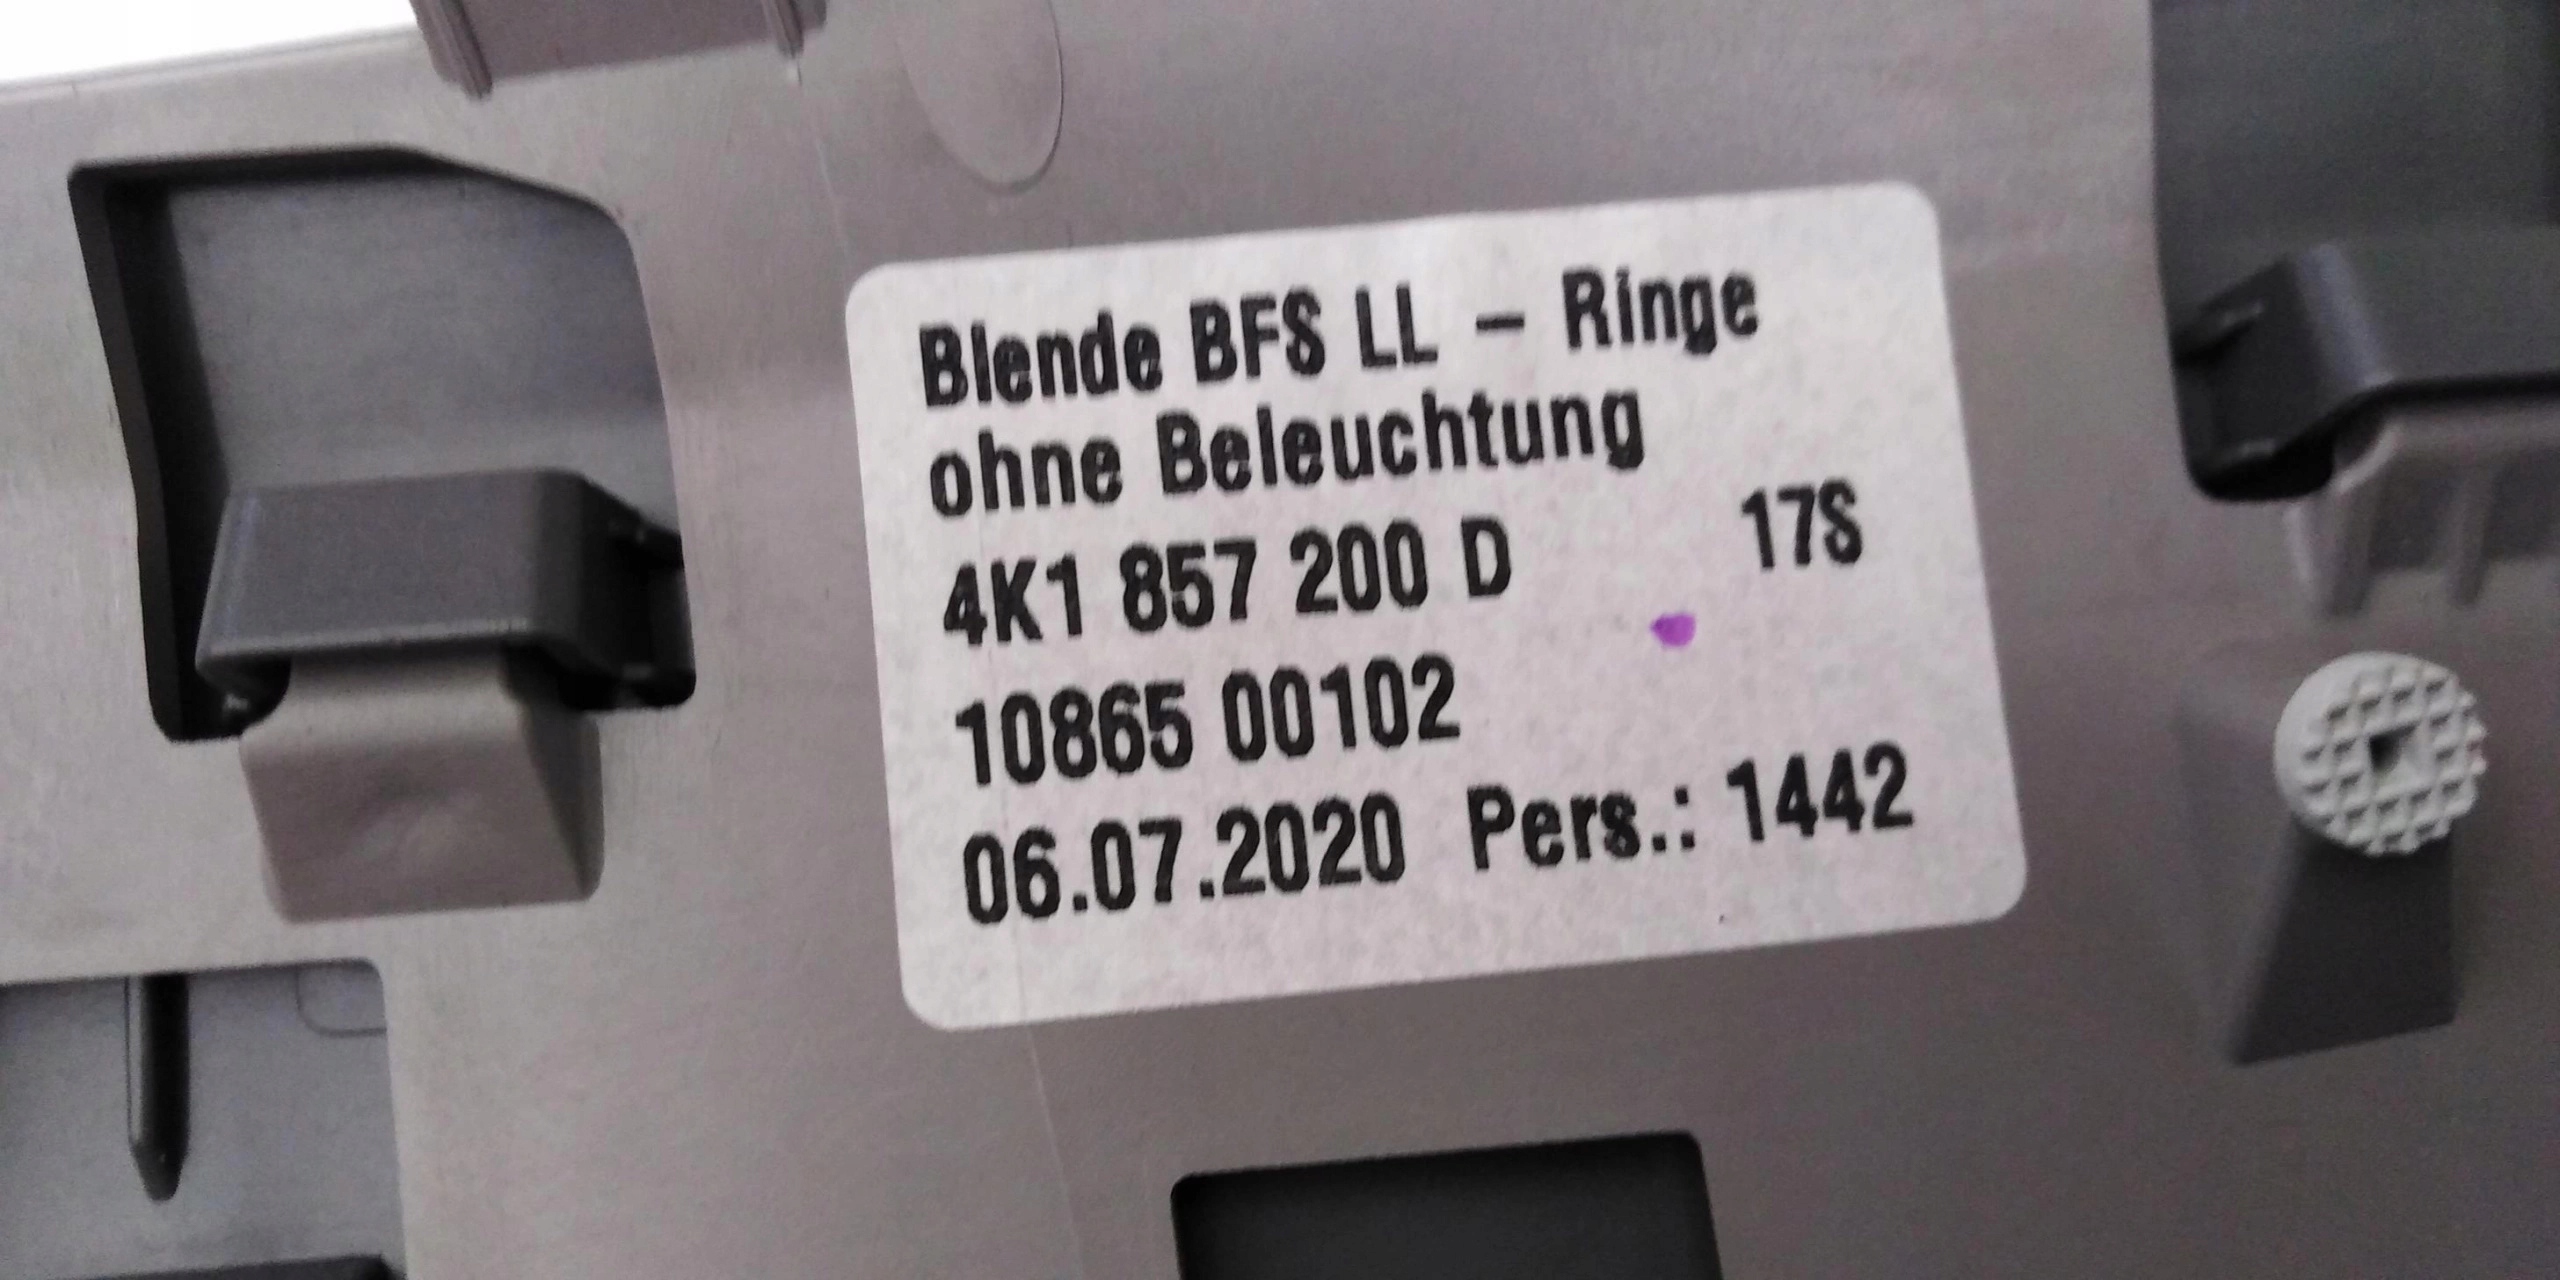 Blende BFS LL – Ringe
ohne Beleuchtung
4K1 857 200 D 17S
10865 00102
06.07.2020 Pers.: 1442